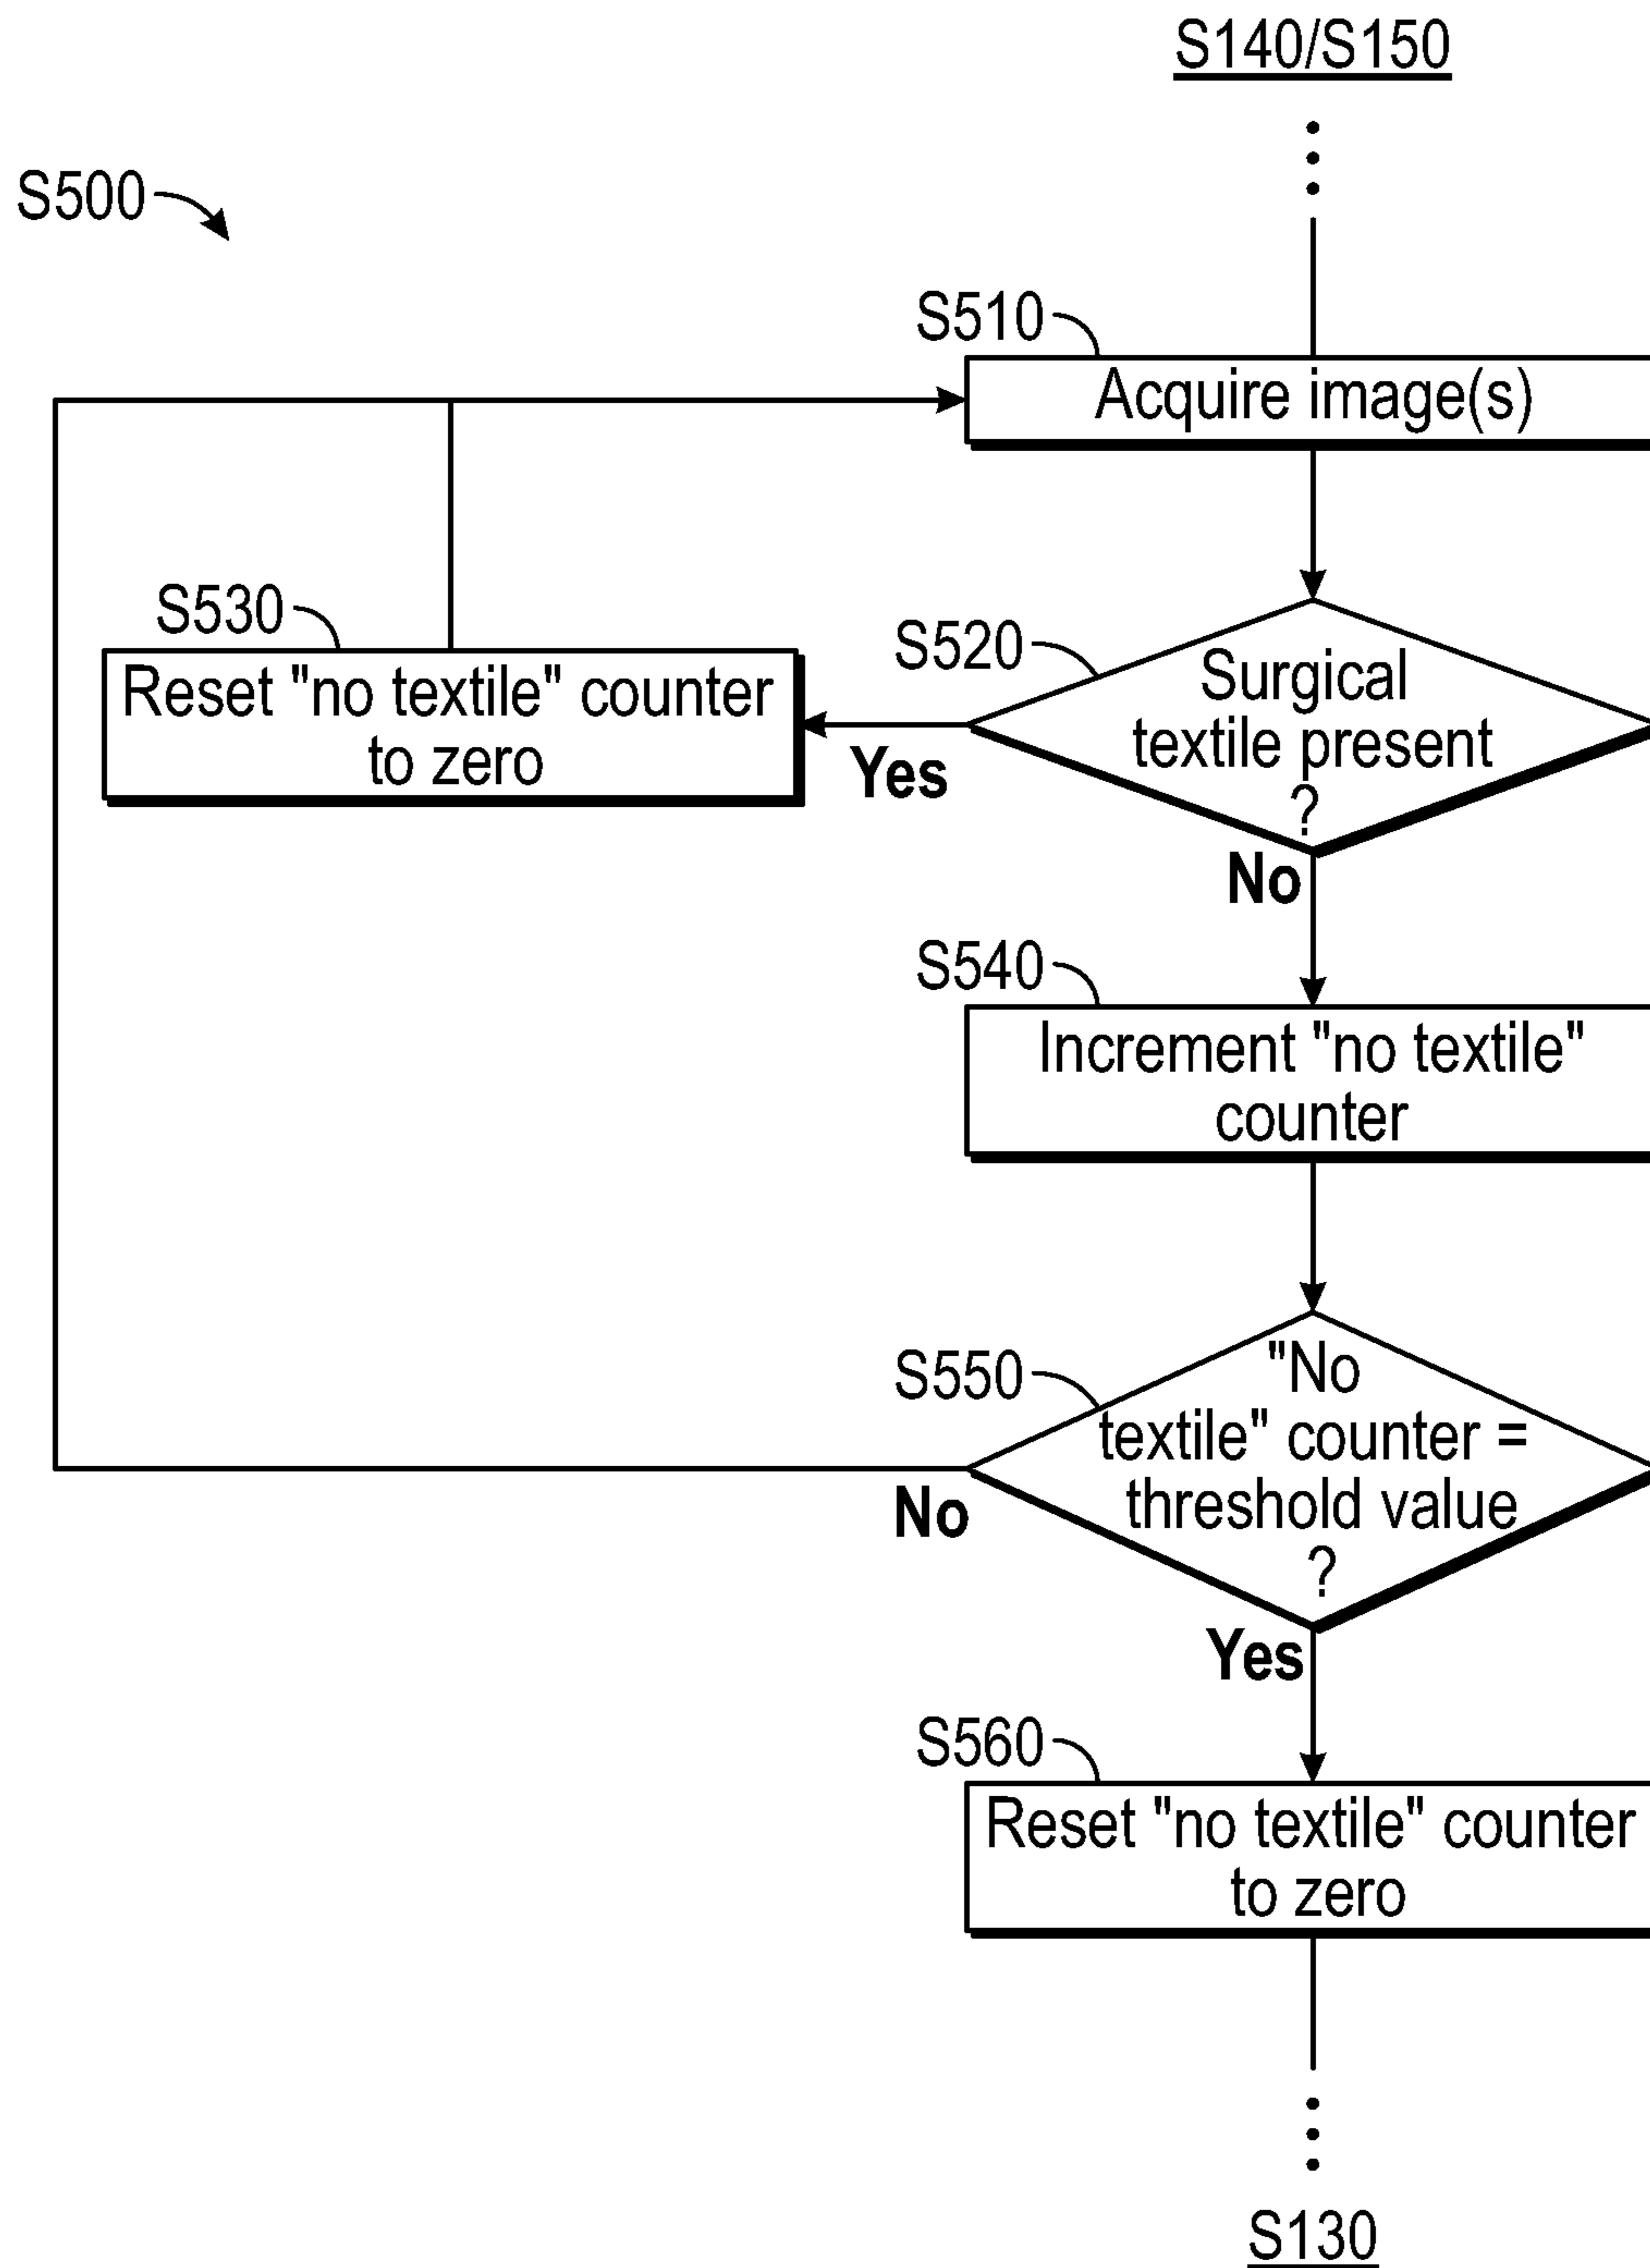 S140/S150
S500
S510
Acquire image(s)
S530
Reset "no textile" counter
to zero
S520
Surgical
textile present
?
Yes
No
S540
Increment "no textile"
counter
S550
"No
textile" counter =
threshold value
?
No
Yes
S560
Reset "no textile" counter
to zero
S130